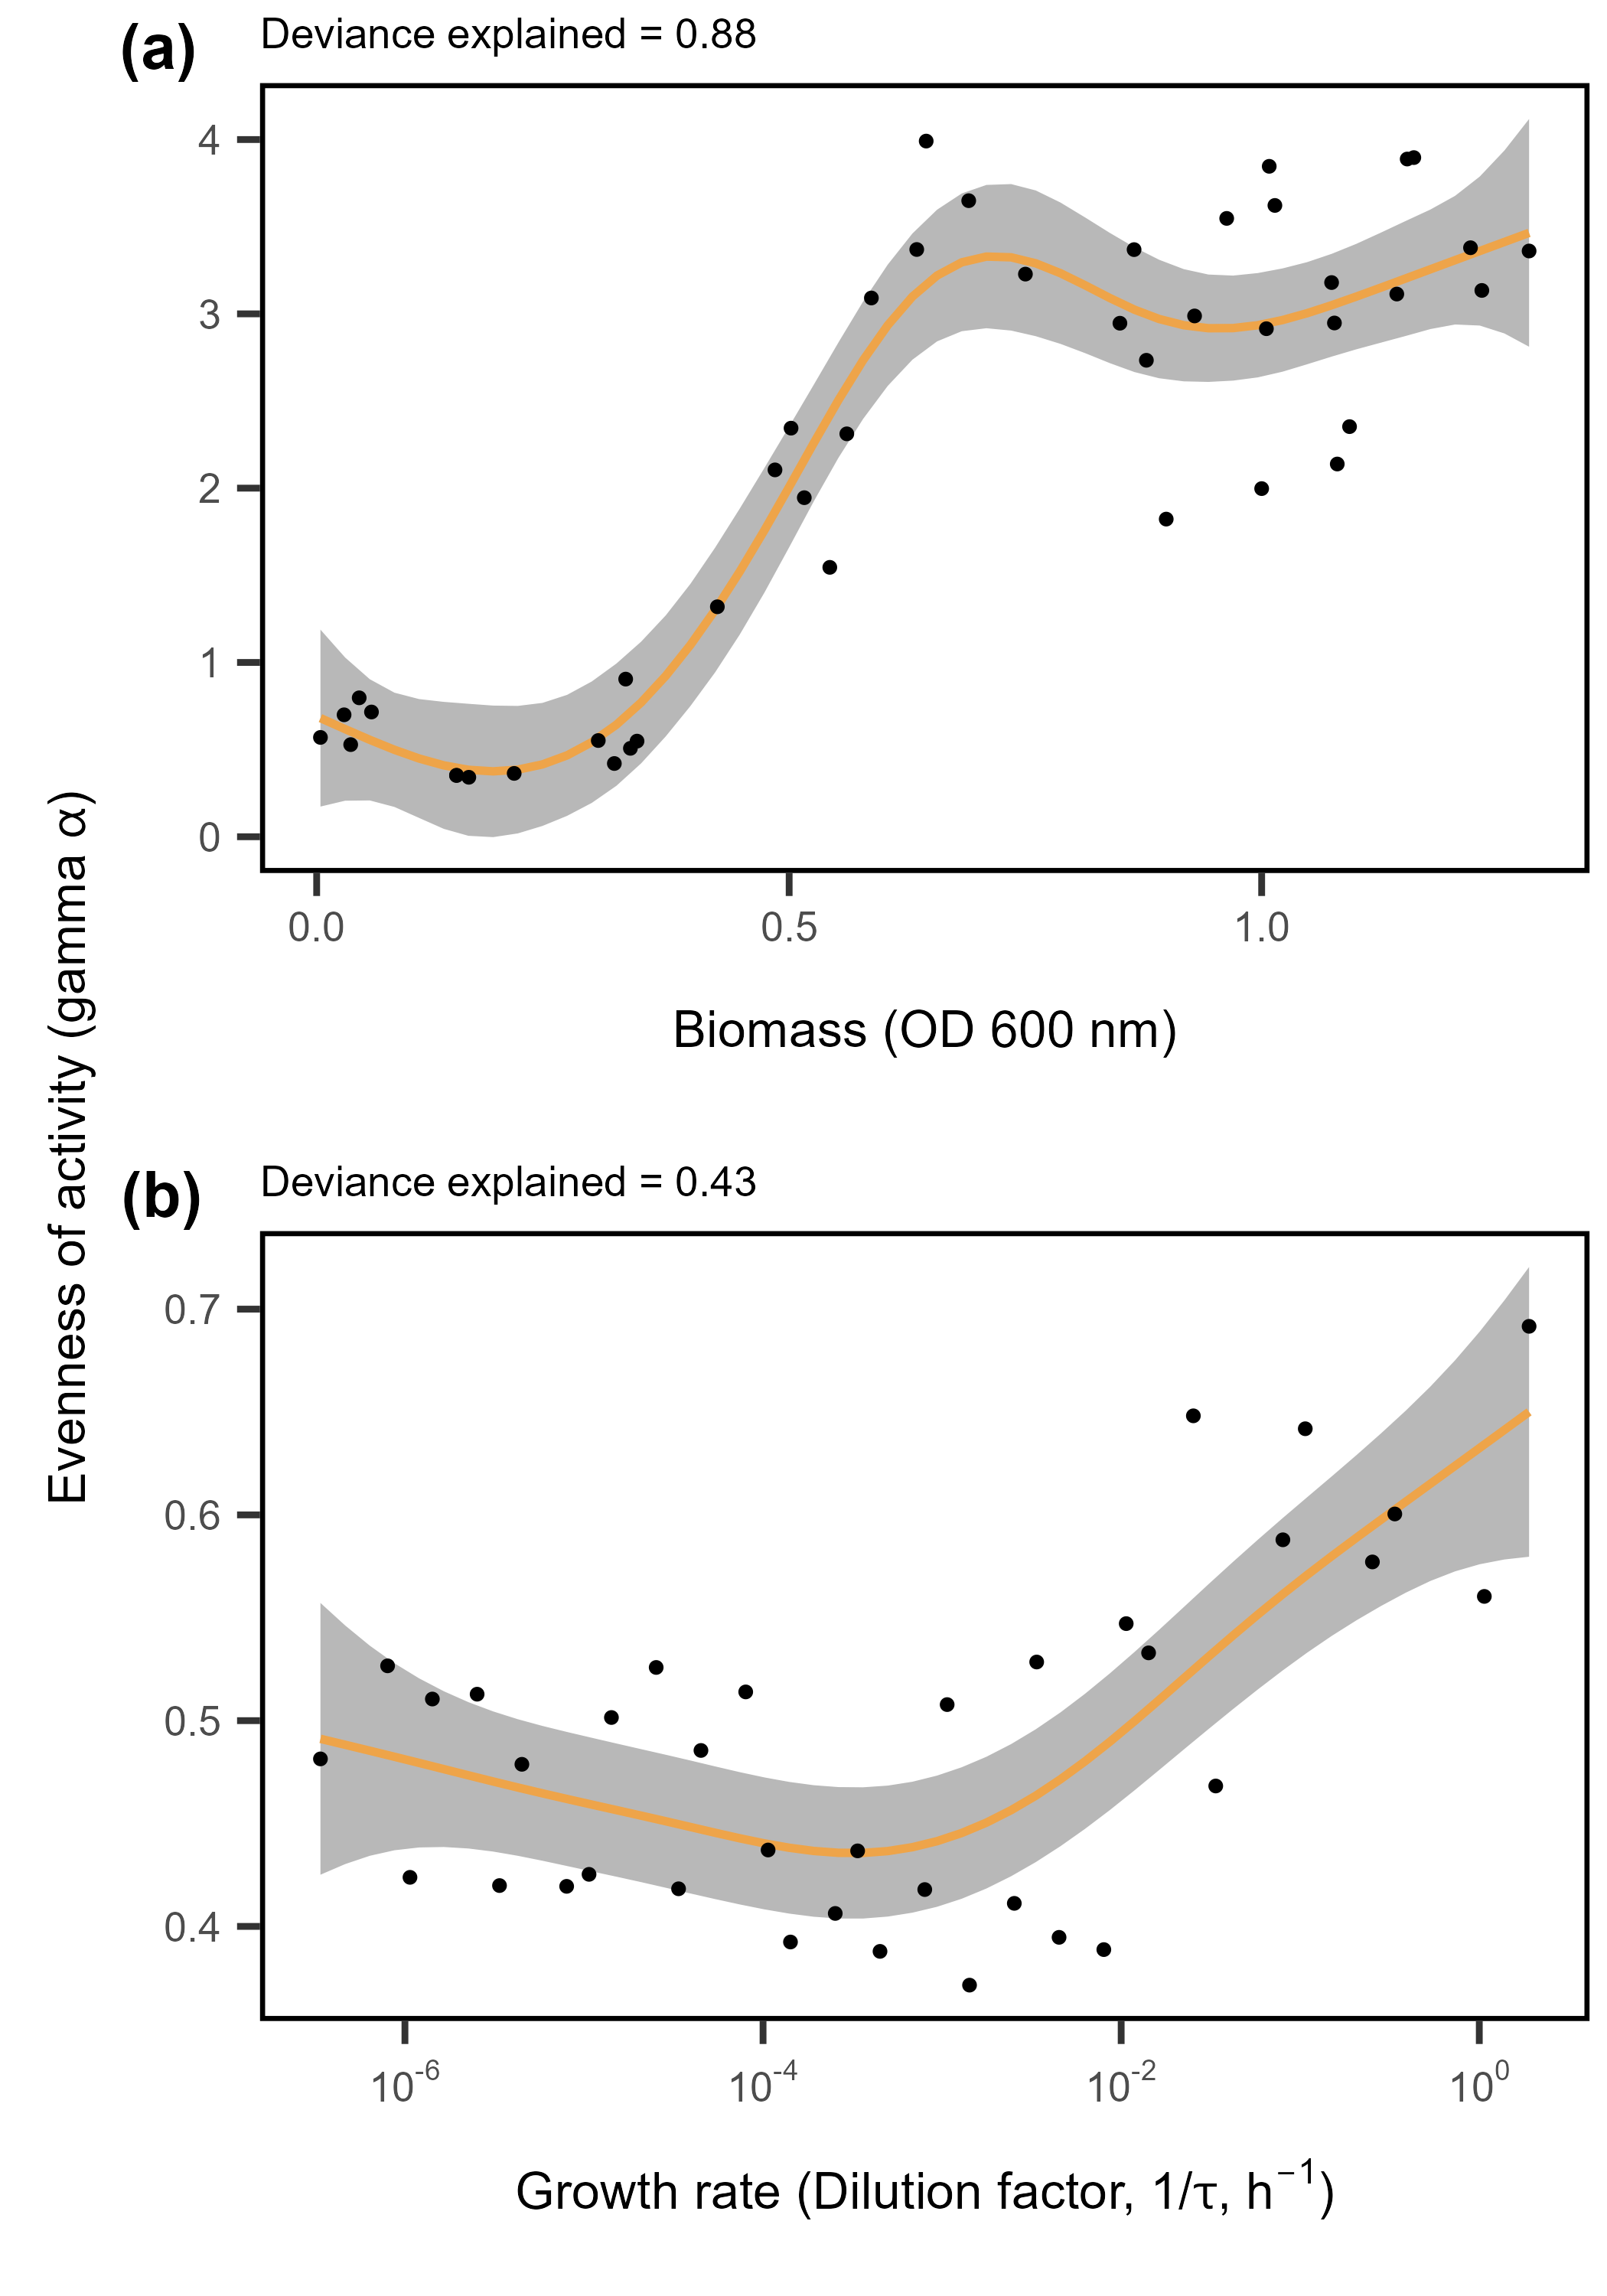 (a) Deviance explained = 0.88
4
3
2
1
0
0.0 0.5 1.0
Biomass (OD 600 nm)
Evenness of activity (gamma α)
(b) Deviance explained = 0.43
0.7
0.6
0.5
0.4
10⁻⁶ 10⁻⁴ 10⁻² 10⁰
Growth rate (Dilution factor, 1/τ, h⁻¹)